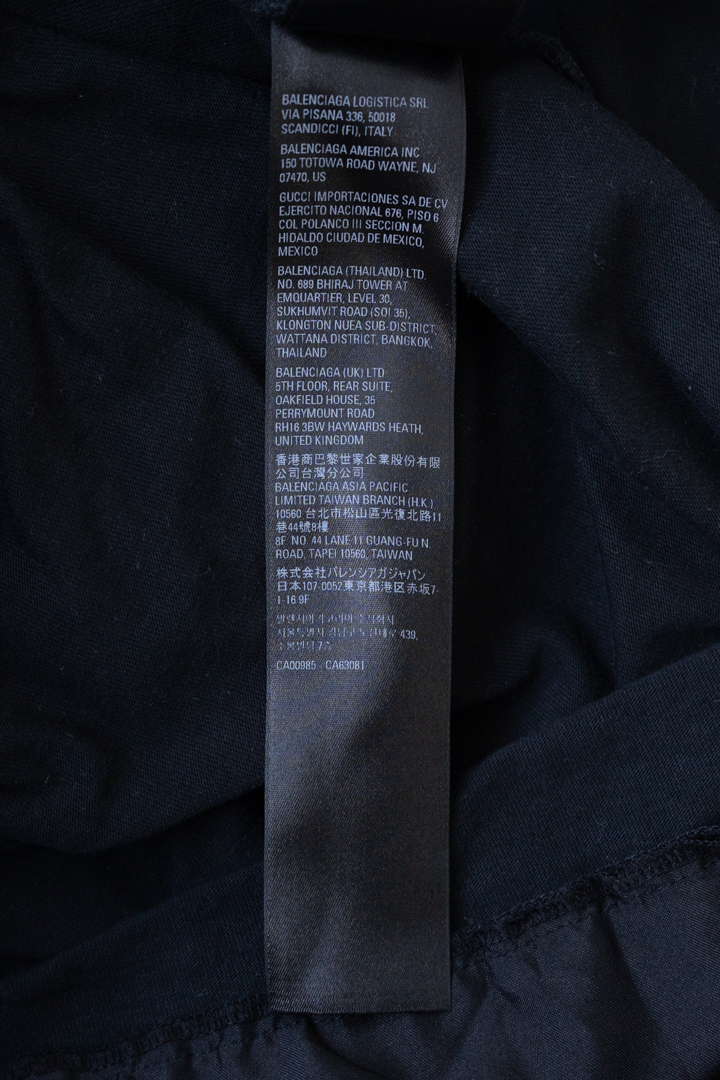 BALENCIAGA LOGISTICA SRL
VIA PISANA 336, 50018
SCANDICCI (FI), ITALY
BALENCIAGA AMERICA INC
150 TOTOWA ROAD WAYNE, NJ
07470, US
GUCCI IMPORTACIONES SA DE CV
EJERCITO NACIONAL 676, PISO 6
COL POLANCO III SECCION M.
HIDALDO CIUDAD DE MEXICO,
MEXICO
BALENCIAGA (THAILAND) LTD.
NO. 689 BHIRAJ TOWER AT
EMQUARTIER, LEVEL 30,
SUKHUMVIT ROAD (SOI 35),
KLONGTON NUEA SUB-DISTRICT,
WATTANA DISTRICT, BANGKOK,
THAILAND
BALENCIAGA (UK) LTD
5TH FLOOR, REAR SUITE,
OAKFIELD HOUSE, 35
PERRYMOUNT ROAD
RH16 3BW HAYWARDS HEATH,
UNITED KINGDOM
香港商巴黎世家企業股份有限
公司台灣分公司
BALENCIAGA ASIA PACIFIC
LIMITED TAIWAN BRANCH (H.K.)
10560 台北市松山區光復北路11
巷44號8樓
8F. NO. 44 LANE 11 GUANG-FU N.
ROAD, TAPEI 10560, TAIWAN
株式会社バレンシアガジャパン
日本107-0052東京都港区赤坂7-
1-16 9F
439,
CA00985 - CA63081